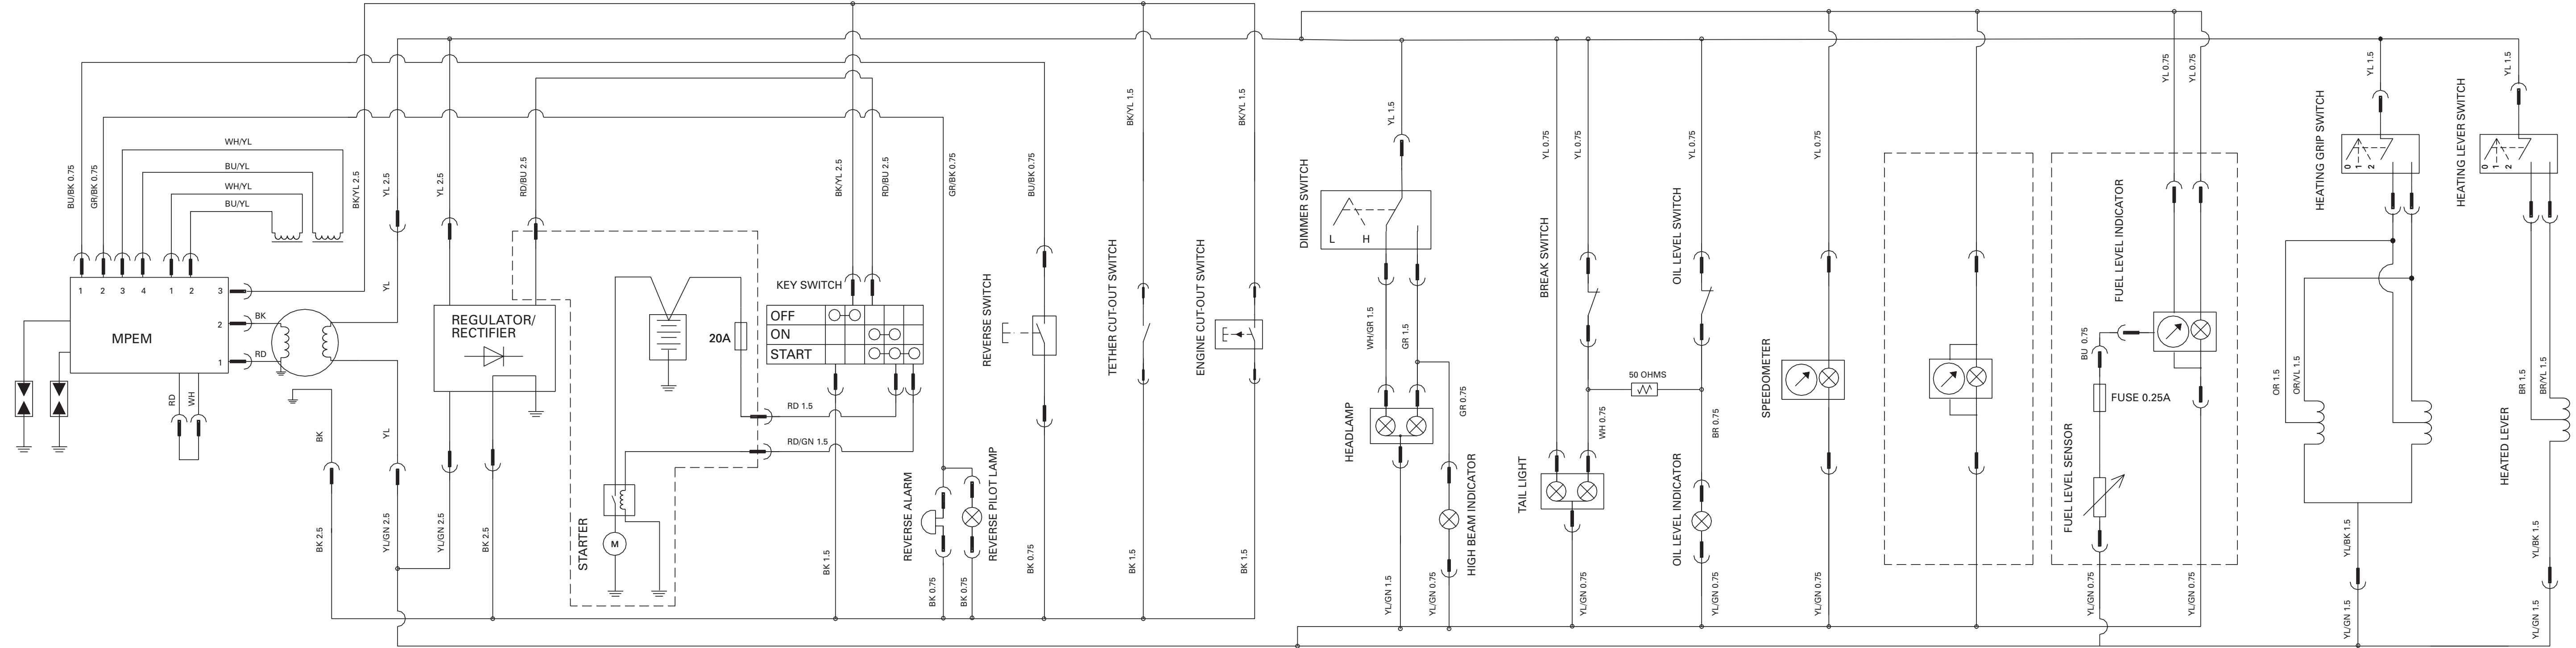 BU/BK 0.75
GR/BK 0.75
WH/YL
BU/YL
WH/YL
BU/YL
BK/YL 2.5
YL 2.5
YL
1 2 3 4 1 2 3
2
1
MPEM
BK
RD
RD
WH
BK
YL
BK 2.5
YL/GN 2.5
YL 2.5
RD/BU 2.5
REGULATOR/
RECTIFIER
YL/GN 2.5
BK 2.5
20A
STARTER
M
KEY SWITCH
OFF
ON
START
BK/YL 2.5
RD/BU 2.5
RD 1.5
RD/GN 1.5
BK 1.5
GR/BK 0.75
REVERSE ALARM
REVERSE PILOT LAMP
BK 0.75
BK 0.75
BU/BK 0.75
REVERSE SWITCH
BK 0.75
BK/YL 1.5
TETHER CUT-OUT SWITCH
BK 1.5
BK/YL 1.5
ENGINE CUT-OUT SWITCH
BK 1.5
YL 1.5
DIMMER SWITCH
L H
WH/GR 1.5
GR 1.5
GR 0.75
HEADLAMP
HIGH BEAM INDICATOR
YL/GN 1.5
YL/GN 0.75
YL 0.75
YL 0.75
BREAK SWITCH
50 OHMS
WH 0.75
TAIL LIGHT
YL/GN 0.75
YL 0.75
OIL LEVEL SWITCH
BR 0.75
OIL LEVEL INDICATOR
YL/GN 0.75
YL 0.75
SPEEDOMETER
YL/GN 0.75
YL 0.75
YL 0.75
FUEL LEVEL INDICATOR
BU 0.75
FUSE 0.25A
FUEL LEVEL SENSOR
YL/GN 0.75
YL/GN 0.75
YL 1.5
HEATING GRIP SWITCH
0
1
2
OR 1.5
OR/VL 1.5
YL/BK 1.5
YL/GN 1.5
YL 1.5
HEATING LEVER SWITCH
0
1
2
BR 1.5
BR/YL 1.5
HEATED LEVER
YL/BK 1.5
YL/GN 1.5